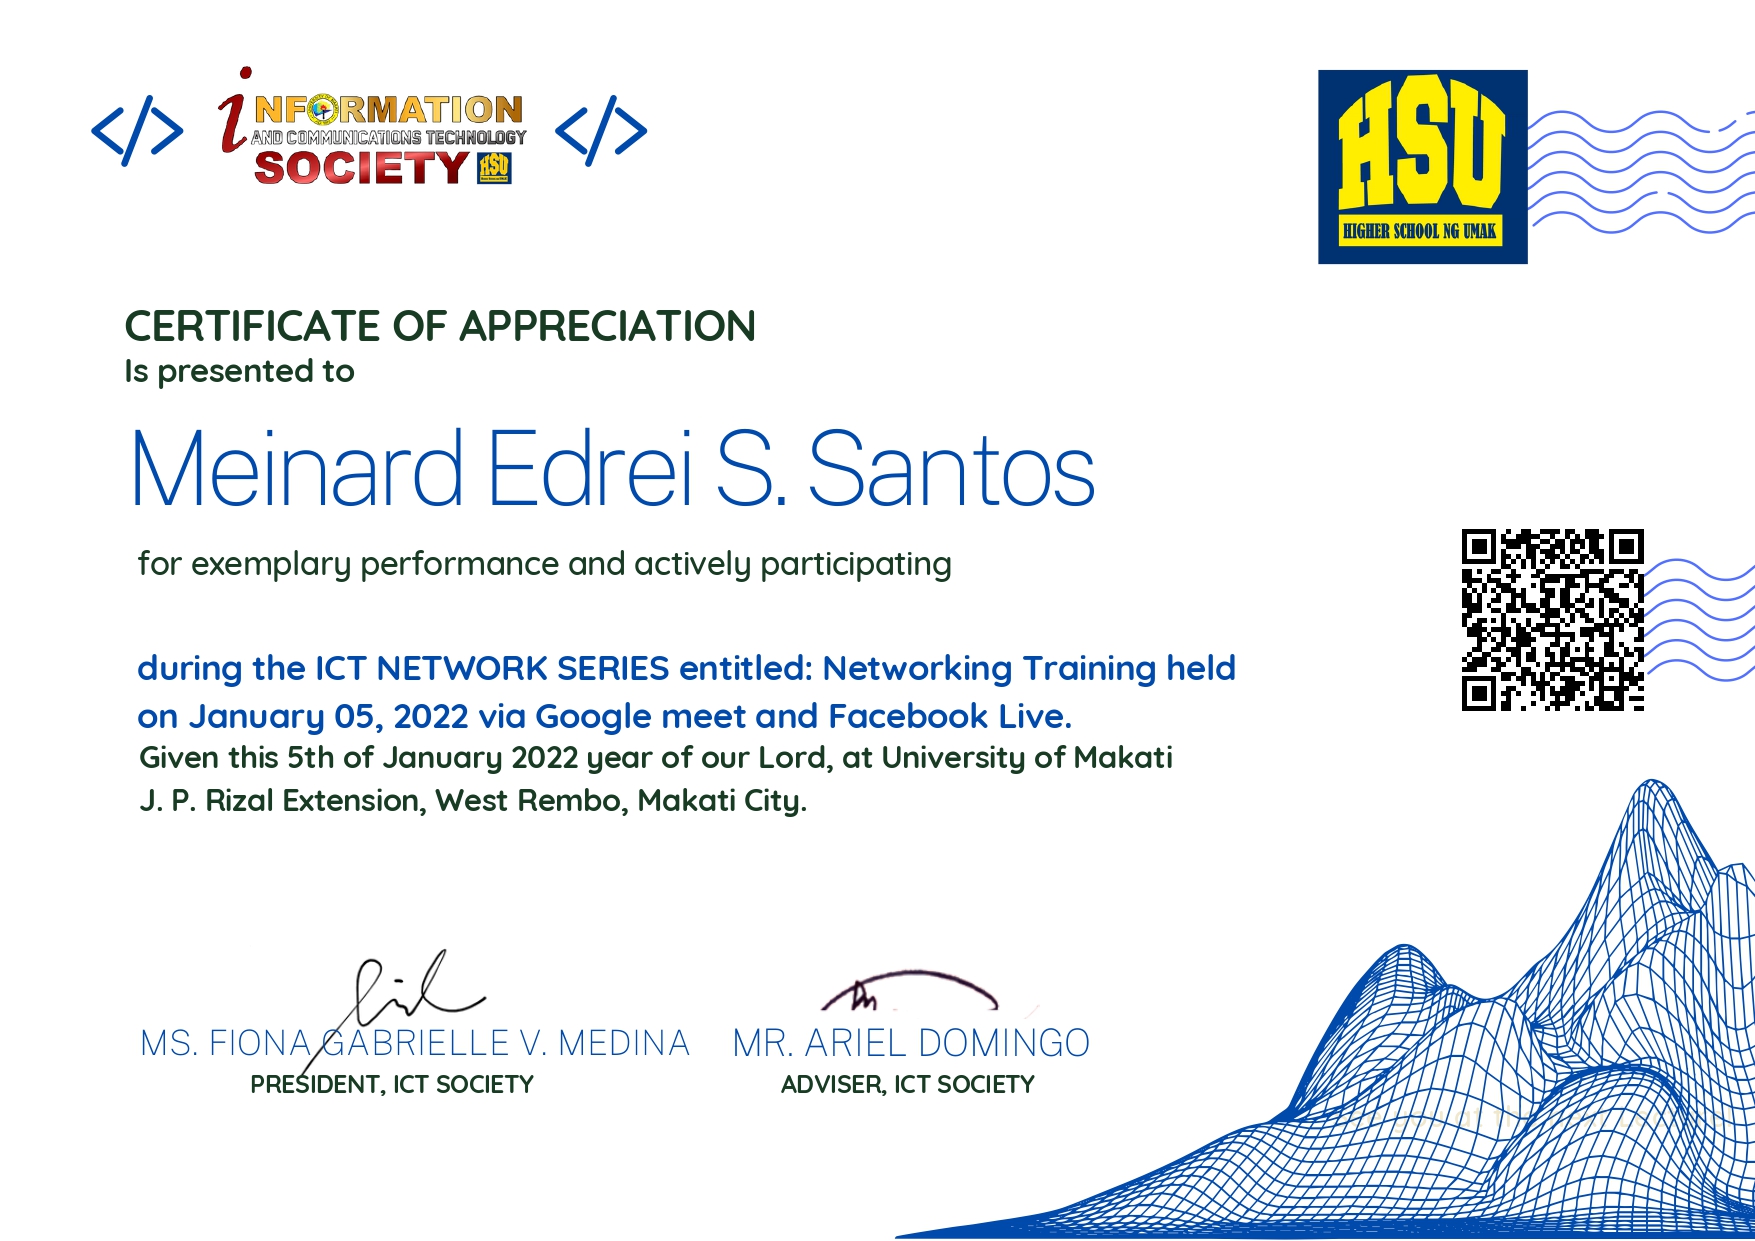 </>
iNFORMATION
AND COMMUNICATIONS TECHNOLOGY
SOCIETY HSU
</>
HSU
HIGHER SCHOOL NG UMAK
CERTIFICATE OF APPRECIATION
Is presented to
Meinard Edrei S. Santos
for exemplary performance and actively participating
during the ICT NETWORK SERIES entitled: Networking Training held
on January 05, 2022 via Google meet and Facebook Live.
Given this 5th of January 2022 year of our Lord, at University of Makati
J. P. Rizal Extension, West Rembo, Makati City.
MS. FIONA GABRIELLE V. MEDINA
PRESIDENT, ICT SOCIETY
MR. ARIEL DOMINGO
ADVISER, ICT SOCIETY